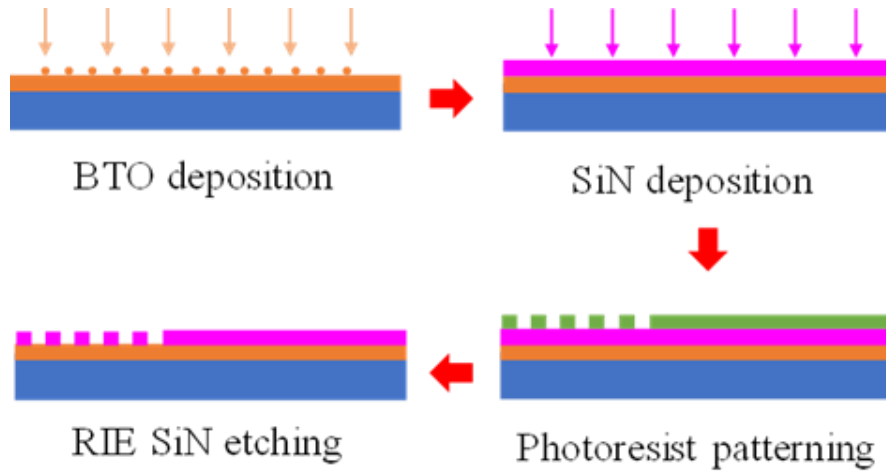 BTO deposition
SiN deposition
RIE SiN etching
Photoresist patterning